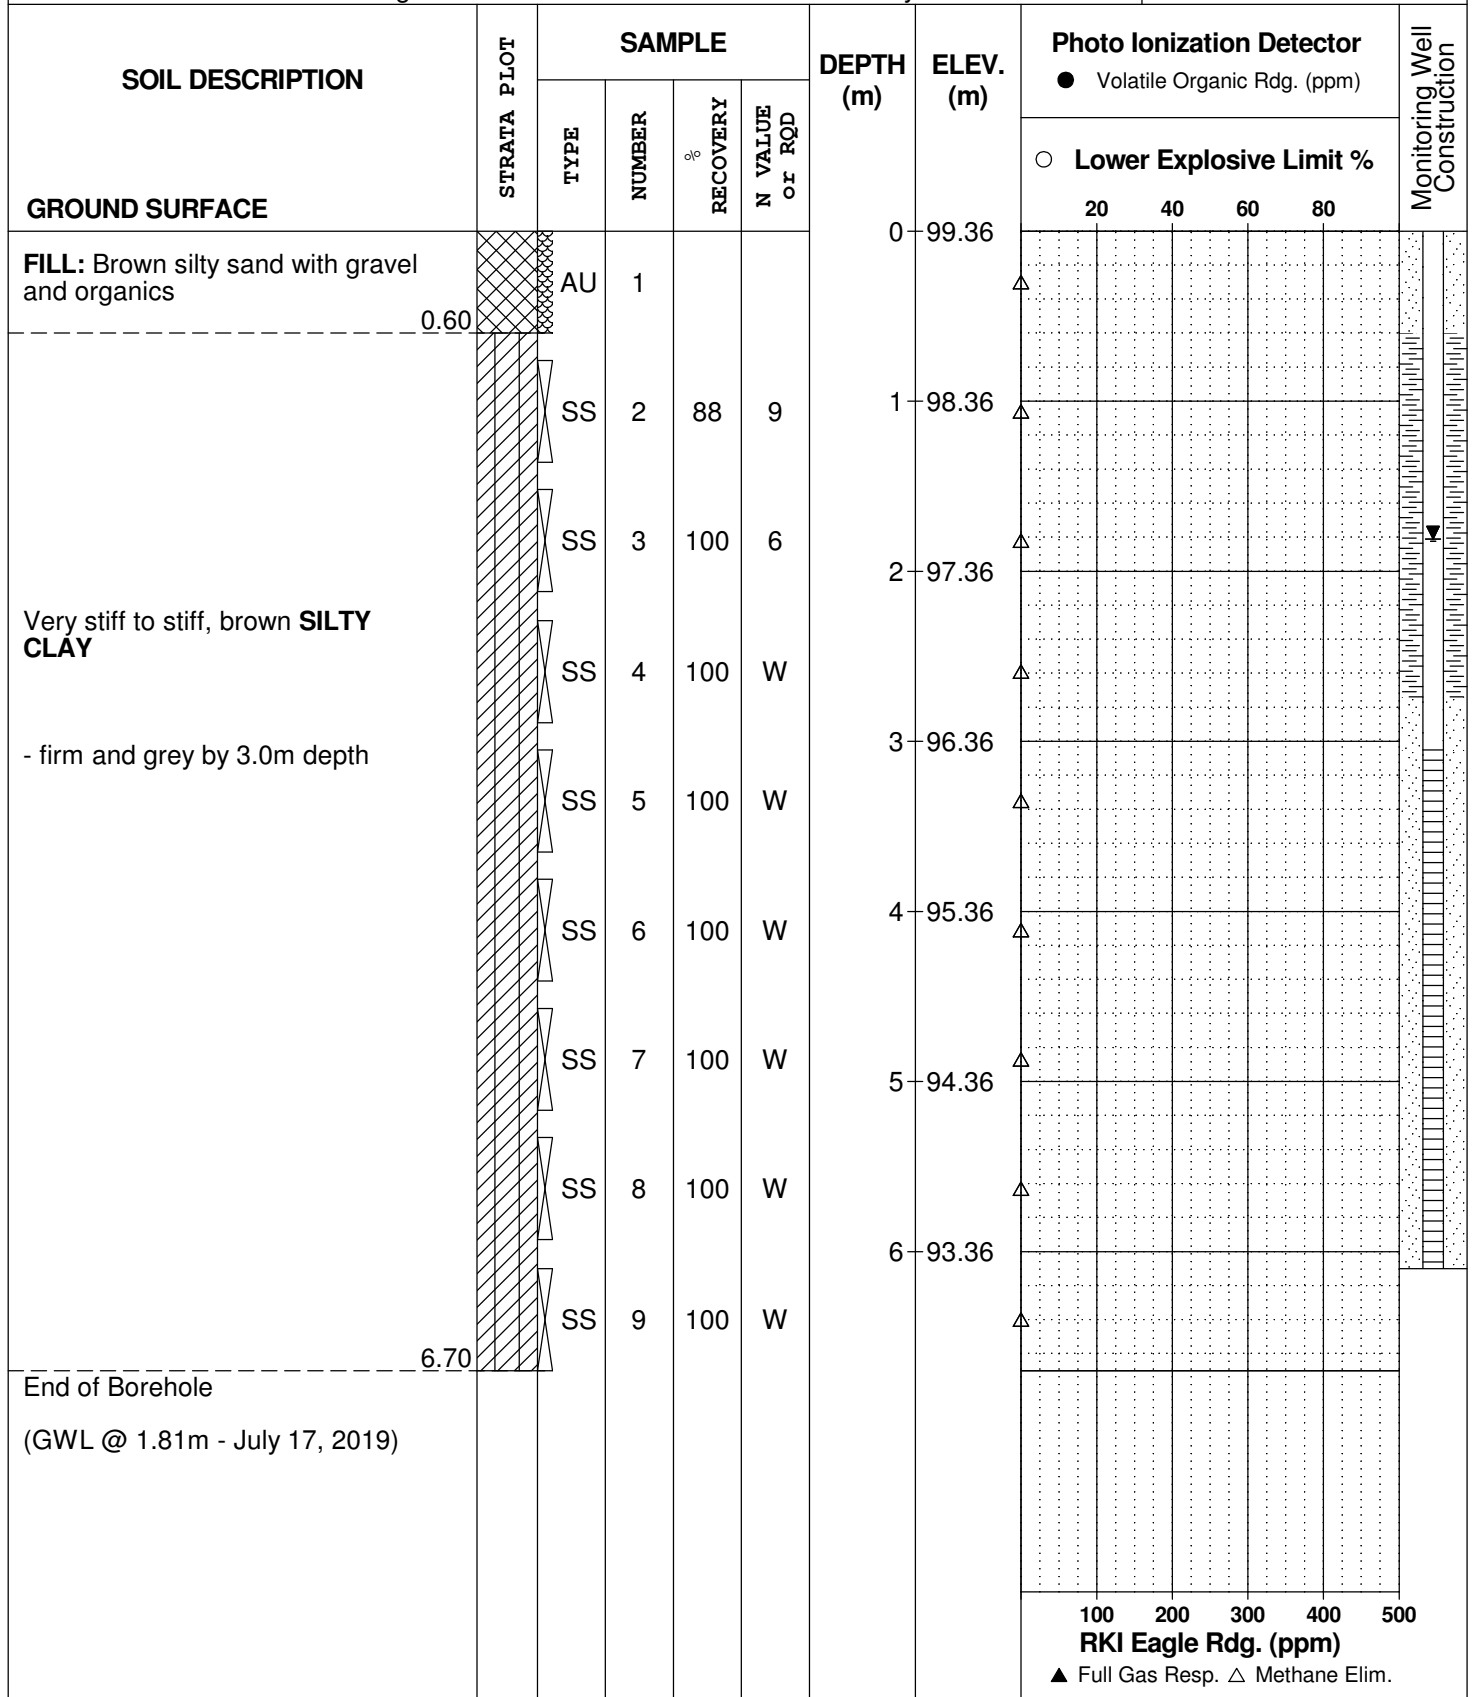 SOIL DESCRIPTION
GROUND SURFACE
STRATA PLOT
SAMPLE
TYPE
NUMBER
%
RECOVERY
N VALUE
or RQD
DEPTH
(m)
ELEV.
(m)
Photo Ionization Detector
● Volatile Organic Rdg. (ppm)
○ Lower Explosive Limit %
20 40 60 80
Monitoring Well
Construction
0 99.36
FILL: Brown silty sand with gravel
and organics
0.60
AU 1
SS 2 88 9
1 98.36
SS 3 100 6
2 97.36
Very stiff to stiff, brown SILTY
CLAY
SS 4 100 W
- firm and grey by 3.0m depth
3 96.36
SS 5 100 W
4 95.36
SS 6 100 W
SS 7 100 W
5 94.36
SS 8 100 W
6 93.36
SS 9 100 W
6.70
End of Borehole
(GWL @ 1.81m - July 17, 2019)
100 200 300 400 500
RKI Eagle Rdg. (ppm)
▲ Full Gas Resp. △ Methane Elim.